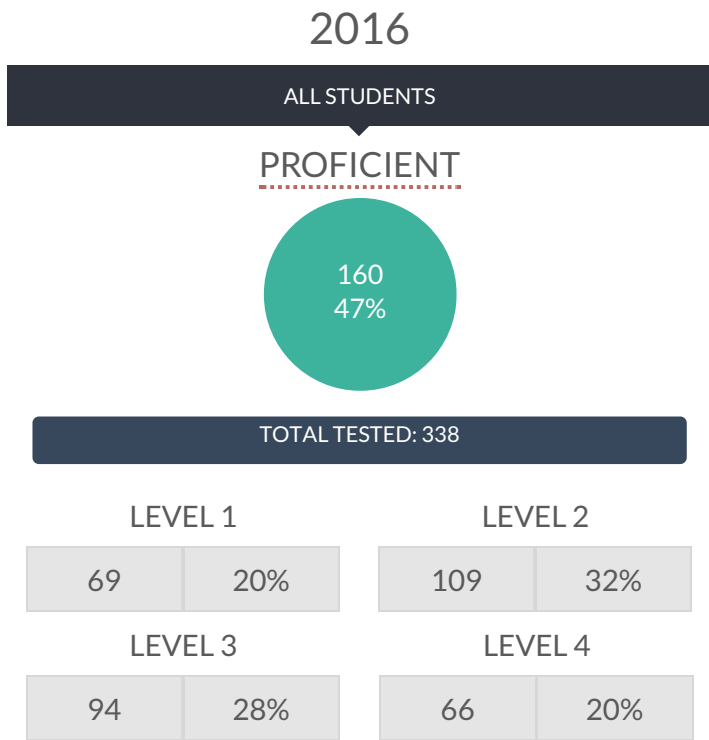 2016
ALL STUDENTS
PROFICIENT
160
47%
TOTAL TESTED: 338
LEVEL 1 LEVEL 2
69 20% 109 32%
LEVEL 3 LEVEL 4
94 28% 66 20%